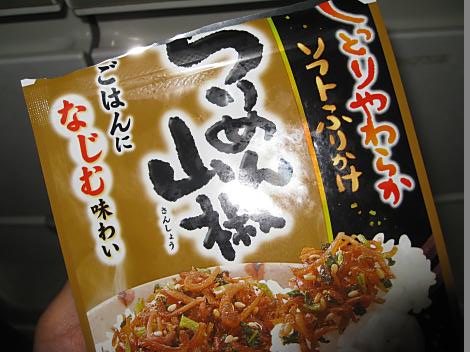 しっとりやわらか
ソフトふりかけ
ちりめん
山椒
さんしょう
ごはんに
なじむ味わい